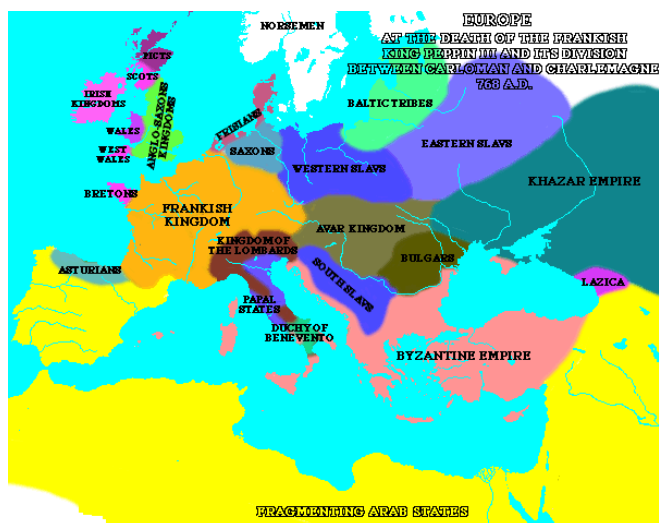 EUROPE
AT THE DEATH OF THE FRANKISH
KING PEPPIN III AND ITS DIVISION
BETWEEN CARLOMAN AND CHARLEMAGNE
768 A.D.
NORSEMEN
PICTS
SCOTS
IRISH
KINGDOMS
ANGLO-SAXONS
KINGDOMS
WALES
WEST
WALES
BRETONS
FRISIANS
SAXONS
BALTIC TRIBES
WESTERN SLAVS
EASTERN SLAVS
KHAZAR EMPIRE
FRANKISH
KINGDOM
AVAR KINGDOM
KINGDOM OF
THE LOMBARDS
BULGARS
ASTURIANS
SOUTH SLAVS
LAZICA
PAPAL
STATES
DUCHY OF
BENEVENTO
BYZANTINE EMPIRE
FRAGMENTING ARAB STATES